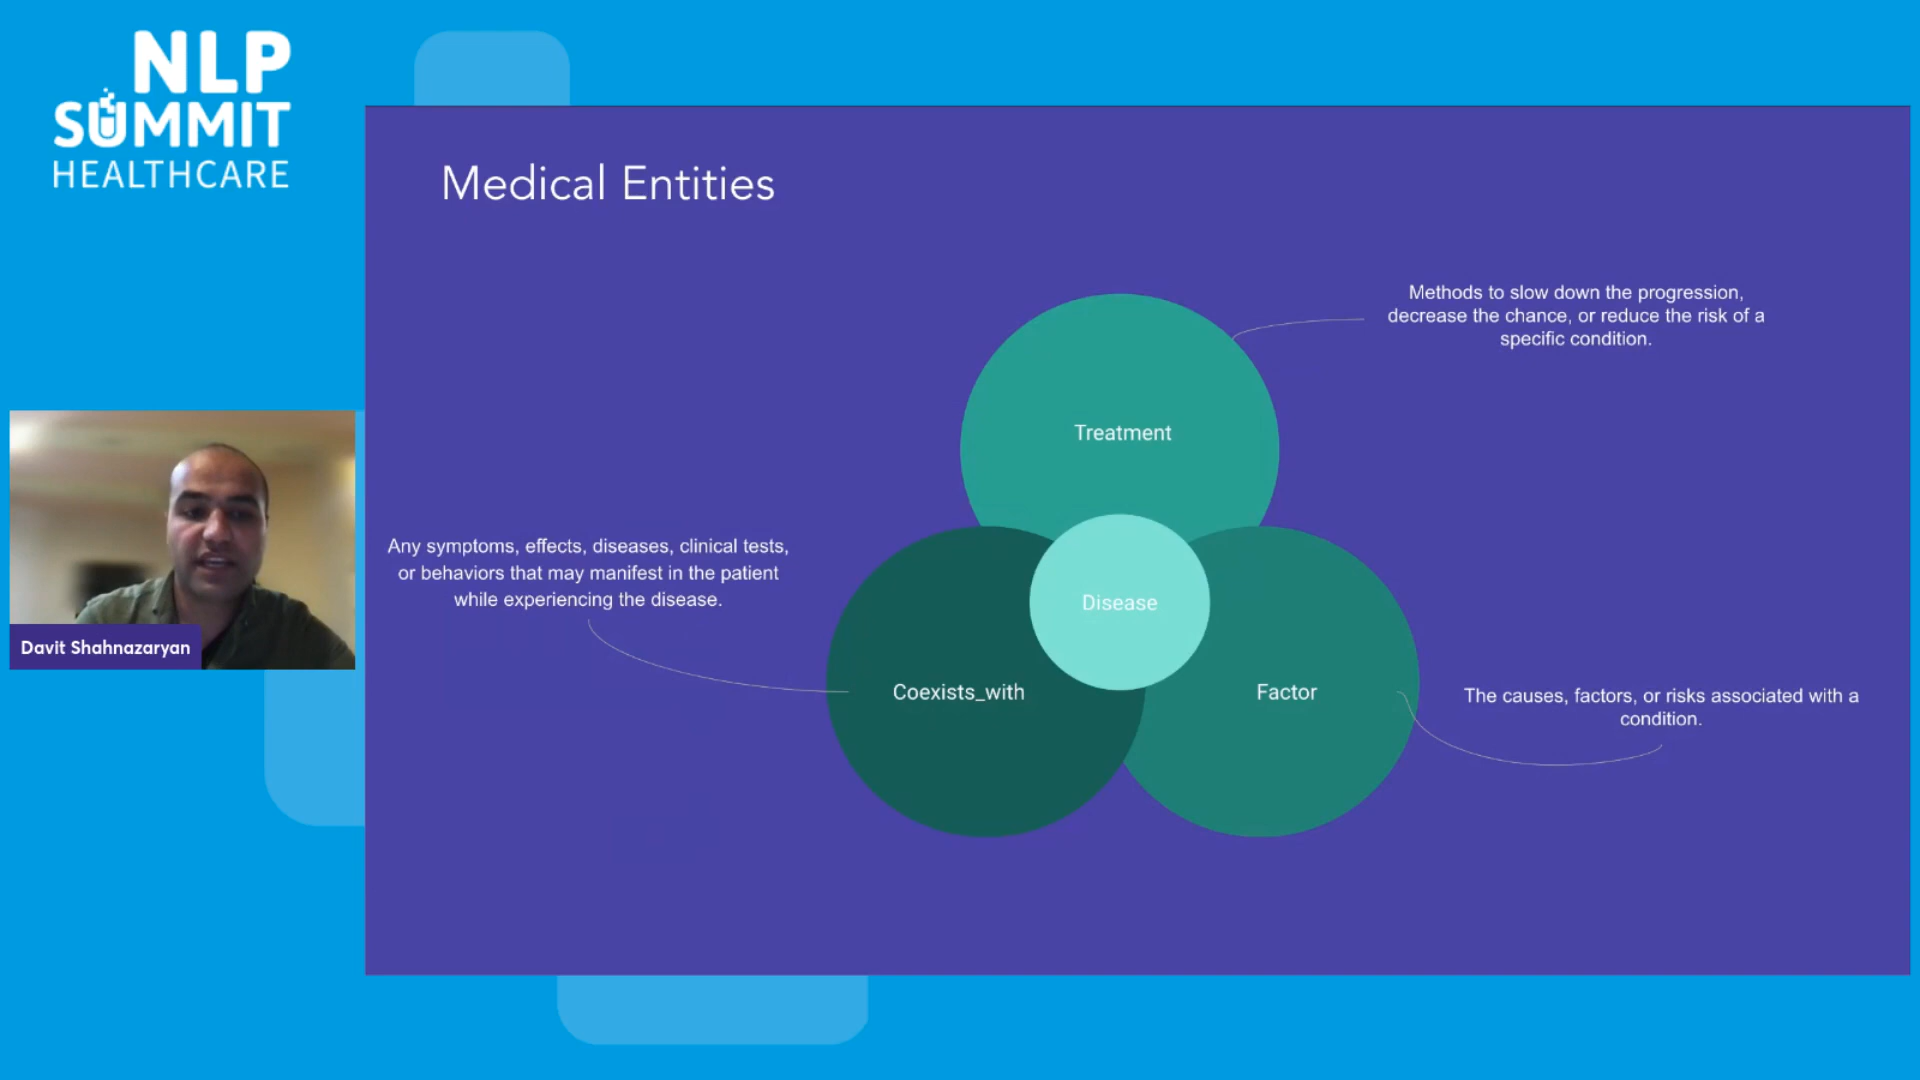 NLP
SUMMIT
HEALTHCARE
Medical Entities
Methods to slow down the progression,
decrease the chance, or reduce the risk of a
specific condition.
Treatment
Any symptoms, effects, diseases, clinical tests,
or behaviors that may manifest in the patient
while experiencing the disease.
Disease
Davit Shahnazaryan
Coexists_with
Factor
The causes, factors, or risks associated with a
condition.